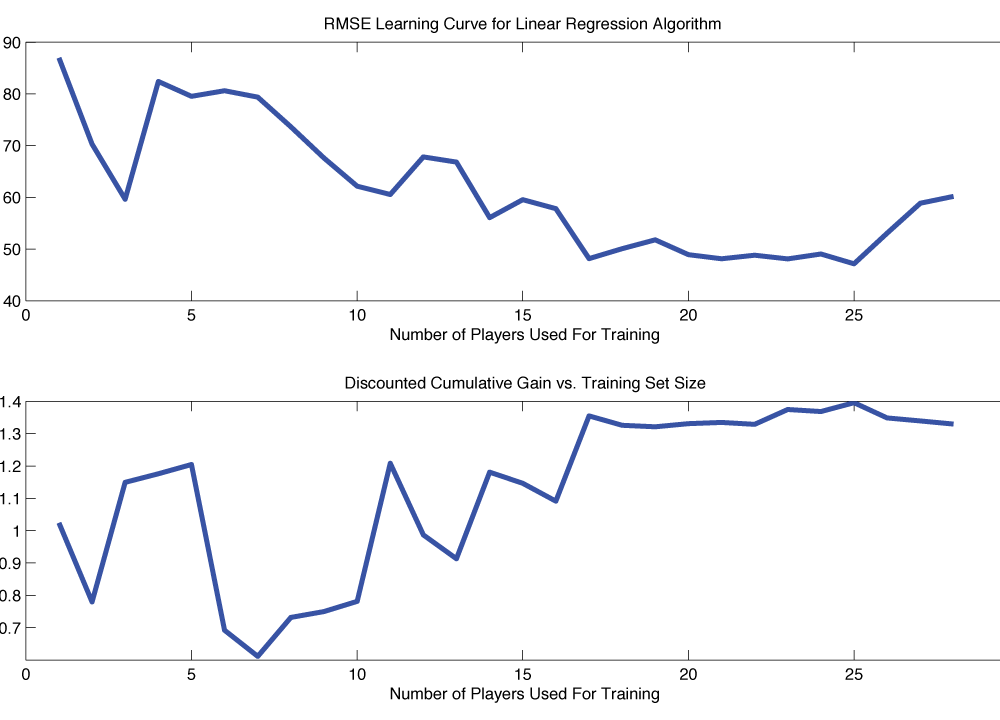 RMSE Learning Curve for Linear Regression Algorithm
90
80
70
60
50
40
0 5 10 15 20 25
Number of Players Used For Training
Discounted Cumulative Gain vs. Training Set Size
1.4
1.3
1.2
1.1
1
0.9
0.8
0.7
0 5 10 15 20 25
Number of Players Used For Training